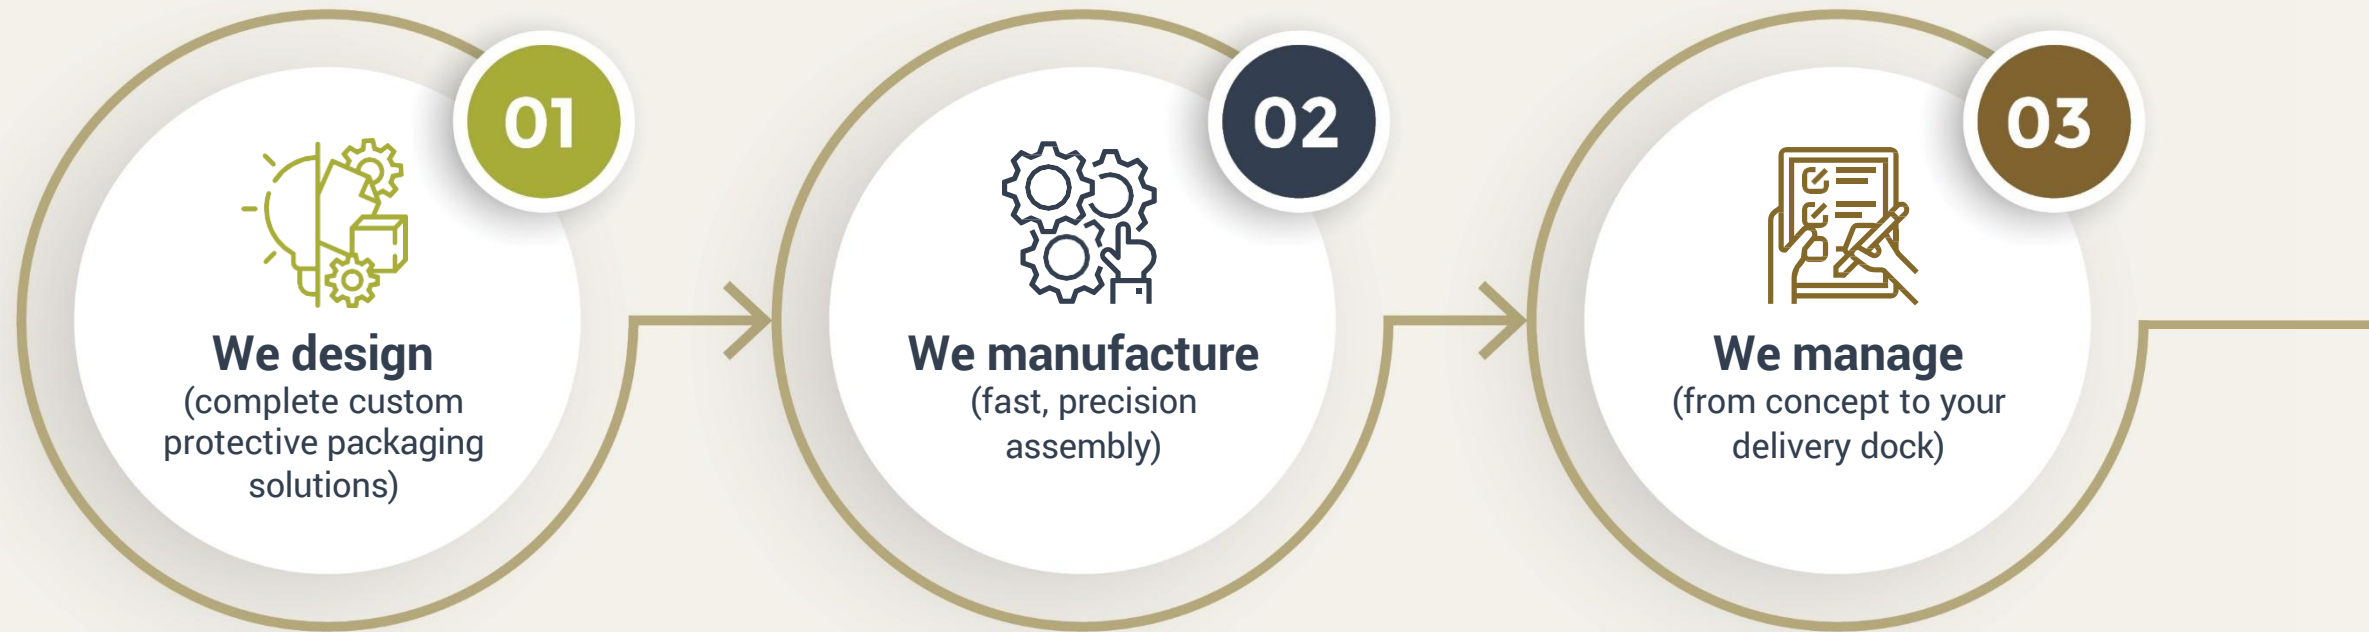 01
We design
(complete custom
protective packaging
solutions)
02
We manufacture
(fast, precision
assembly)
03
We manage
(from concept to your
delivery dock)